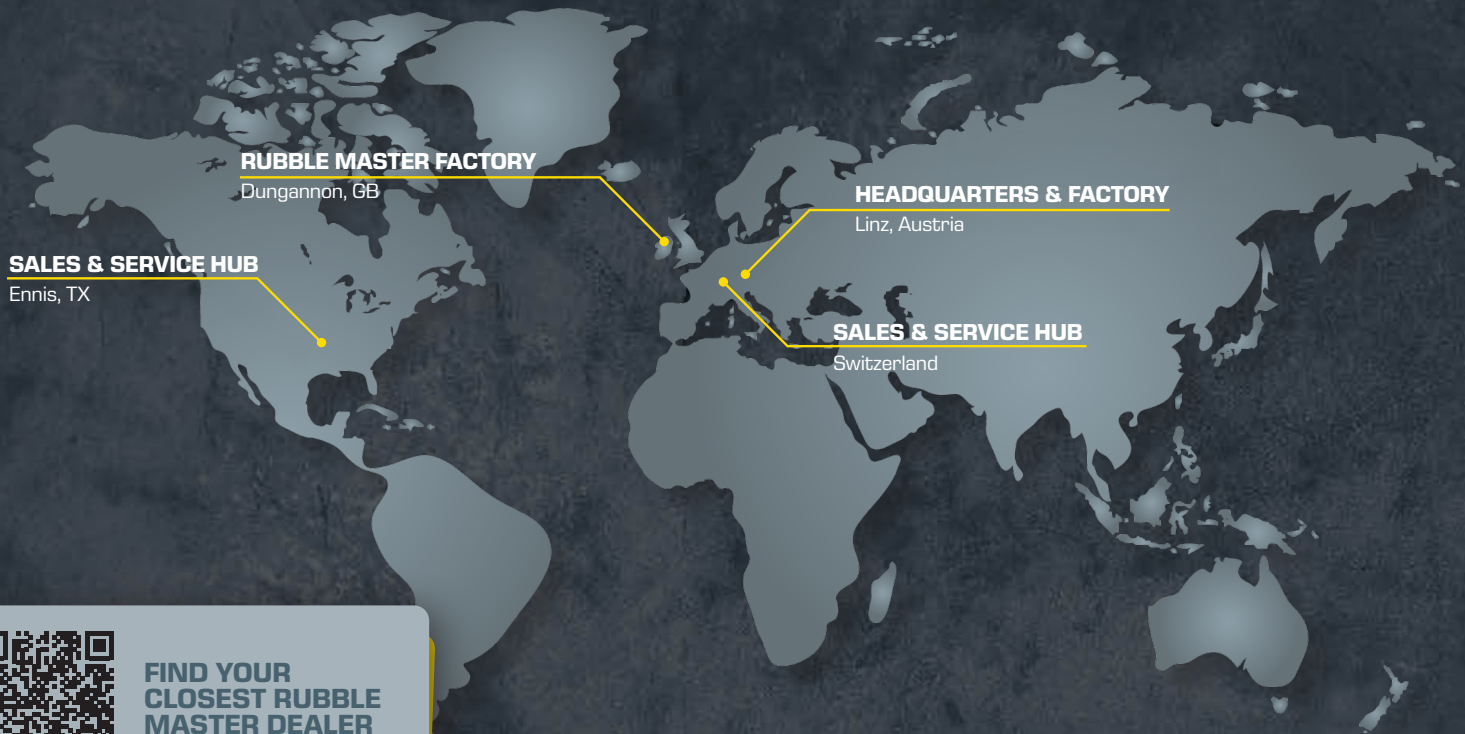 RUBBLE MASTER FACTORY
Dungannon, GB
HEADQUARTERS & FACTORY
Linz, Austria
SALES & SERVICE HUB
Ennis, TX
SALES & SERVICE HUB
Switzerland
FIND YOUR
CLOSEST RUBBLE
MASTER DEALER